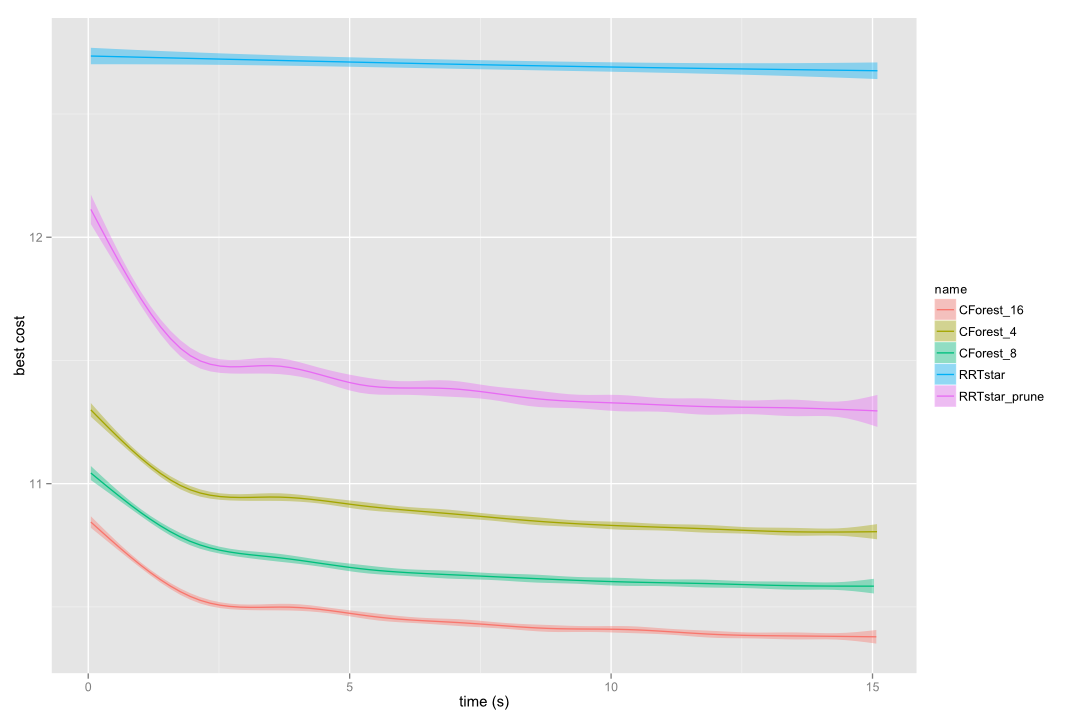 best cost
12
11
0 5 10 15
time (s)
name
CForest_16
CForest_4
CForest_8
RRTstar
RRTstar_prune